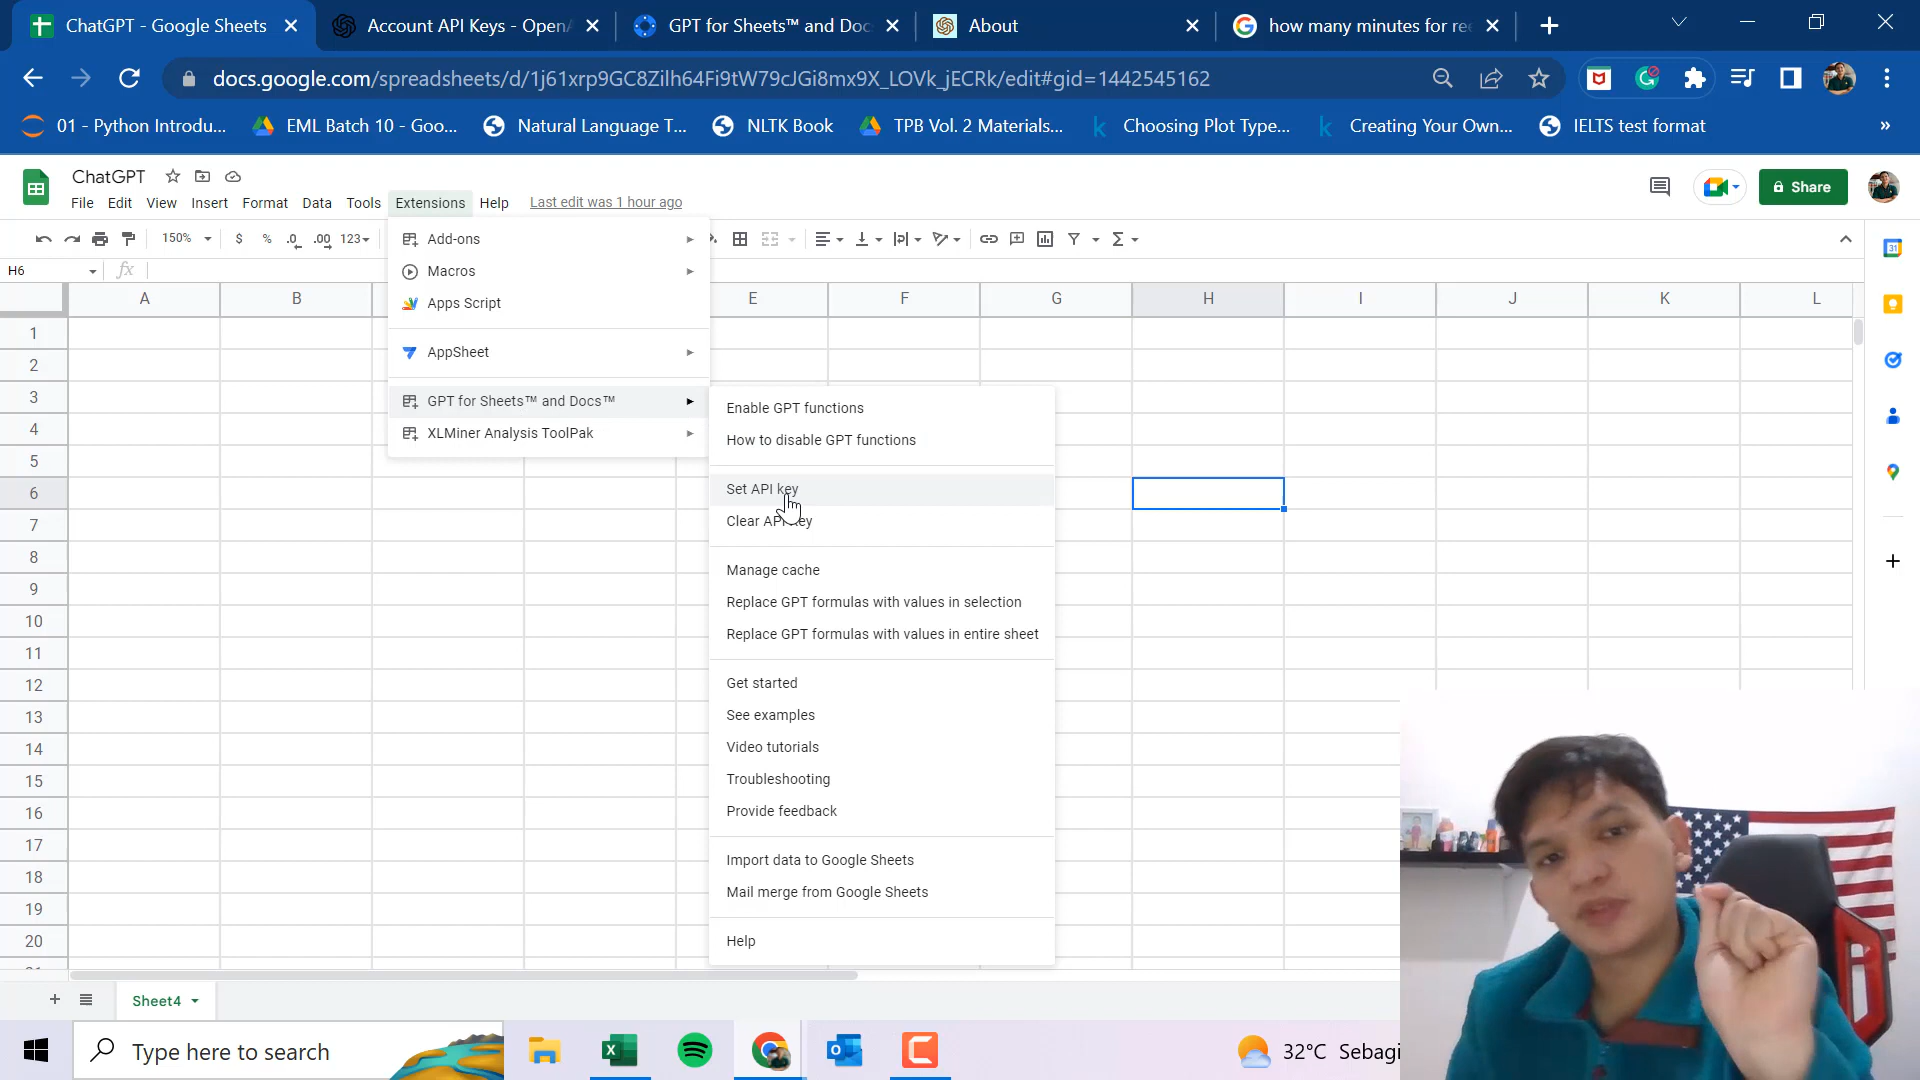 ChatGPT - Google Sheets
Account API Keys - OpenA
GPT for Sheets™ and Doc
About
how many minutes for re
docs.google.com/spreadsheets/d/1j61xrp9GC8Zilh64Fi9tW79cJGi8mx9X_LOVk_jECRk/edit#gid=1442545162
01 - Python Introdu...
EML Batch 10 - Goo...
Natural Language T...
NLTK Book
TPB Vol. 2 Materials...
Choosing Plot Type...
Creating Your Own...
IELTS test format
»
ChatGPT
File Edit View Insert Format Data Tools Extensions Help Last edit was 1 hour ago
Share
150% $ % .0 .00 123
H6 fx
A B E F G H I J K L
1
2
3
4
5
6
7
8
9
10
11
12
13
14
15
16
17
18
19
20
Add-ons
Macros
Apps Script
AppSheet
GPT for Sheets™ and Docs™
XLMiner Analysis ToolPak
Enable GPT functions
How to disable GPT functions
Set API key
Clear API key
Manage cache
Replace GPT formulas with values in selection
Replace GPT formulas with values in entire sheet
Get started
See examples
Video tutorials
Troubleshooting
Provide feedback
Import data to Google Sheets
Mail merge from Google Sheets
Help
31
Sheet4
Type here to search
32°C Sebagi